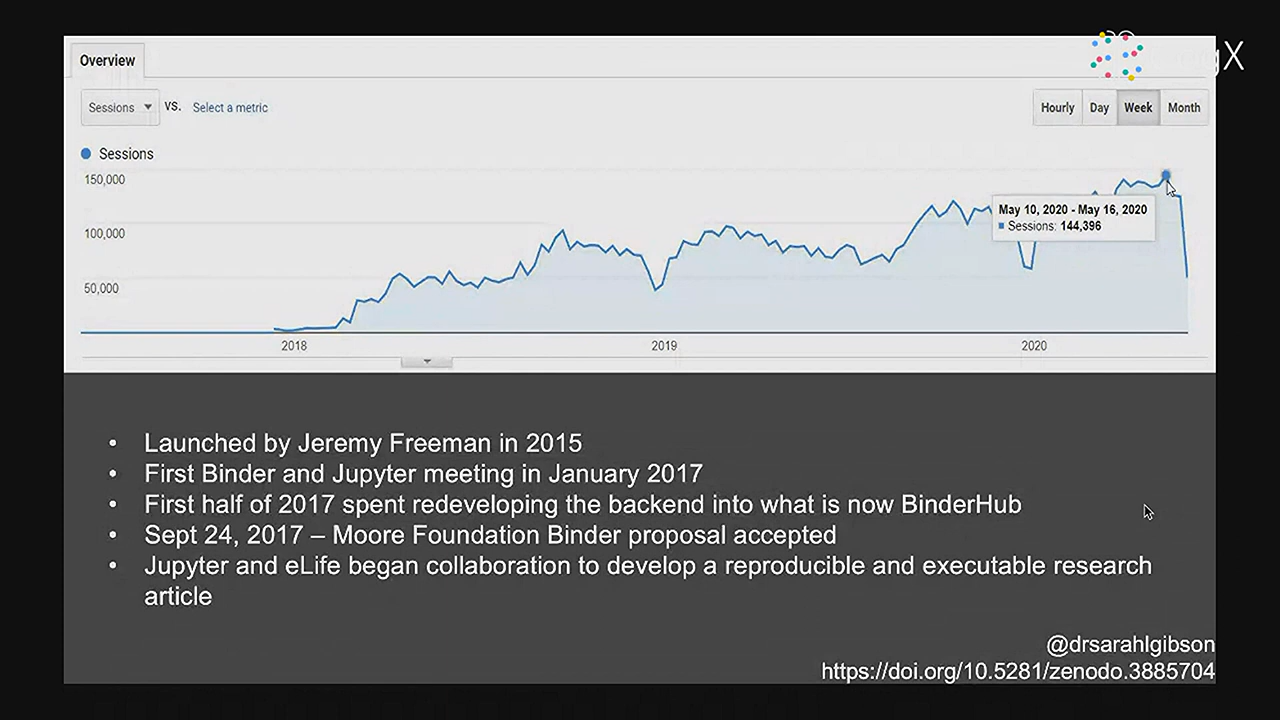 Overview
Sessions VS. Select a metric
Hourly Day Week Month
Sessions
150,000
100,000
50,000
May 10, 2020 - May 16, 2020
Sessions: 144,396
2018 2019 2020
• Launched by Jeremy Freeman in 2015
• First Binder and Jupyter meeting in January 2017
• First half of 2017 spent redeveloping the backend into what is now BinderHub
• Sept 24, 2017 – Moore Foundation Binder proposal accepted
• Jupyter and eLife began collaboration to develop a reproducible and executable research
article
@drsarahlgibson
https://doi.org/10.5281/zenodo.3885704